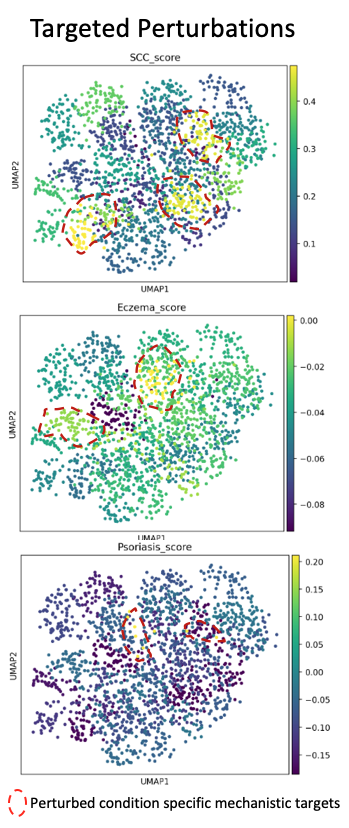 Targeted Perturbations
SCC_score
0.4
0.3
0.2
0.1
UMAP2
UMAP1
Eczema_score
0.00
−0.02
−0.04
−0.06
−0.08
UMAP2
UMAP1
Psoriasis_score
0.20
0.15
0.10
0.05
0.00
−0.05
−0.10
−0.15
UMAP2
UMAP1
Perturbed condition specific mechanistic targets